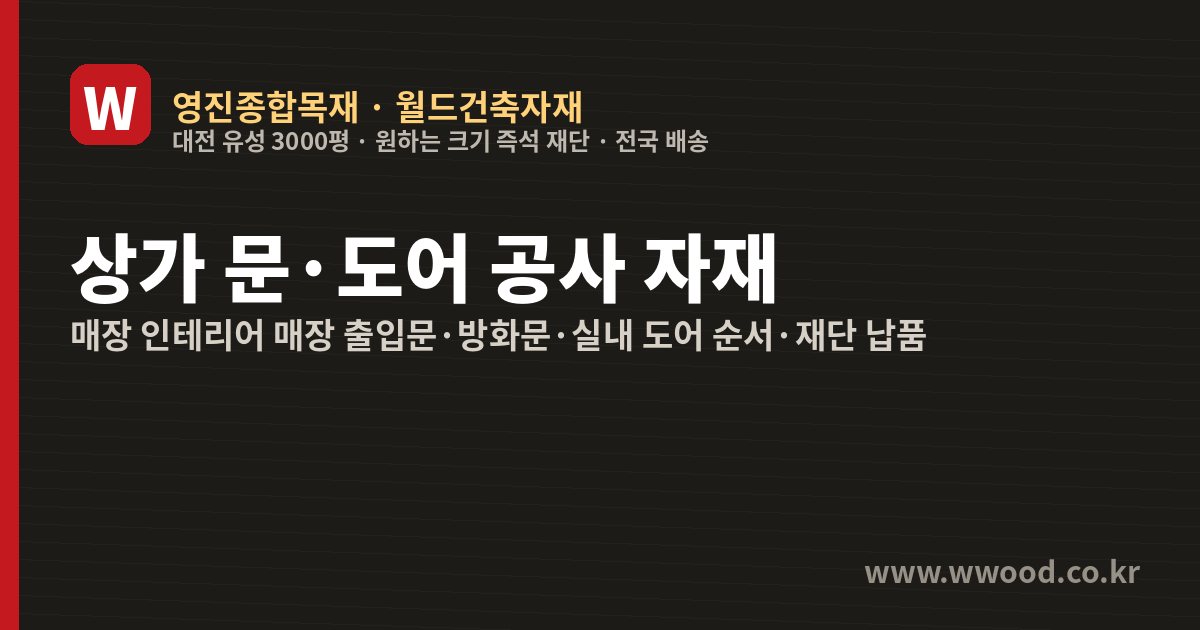 W
영진종합목재 · 월드건축자재
대전 유성 3000평 · 원하는 크기 즉석 재단 · 전국 배송
상가 문·도어 공사 자재
매장 인테리어 매장 출입문·방화문·실내 도어 순서·재단 납품
www.wwood.co.kr